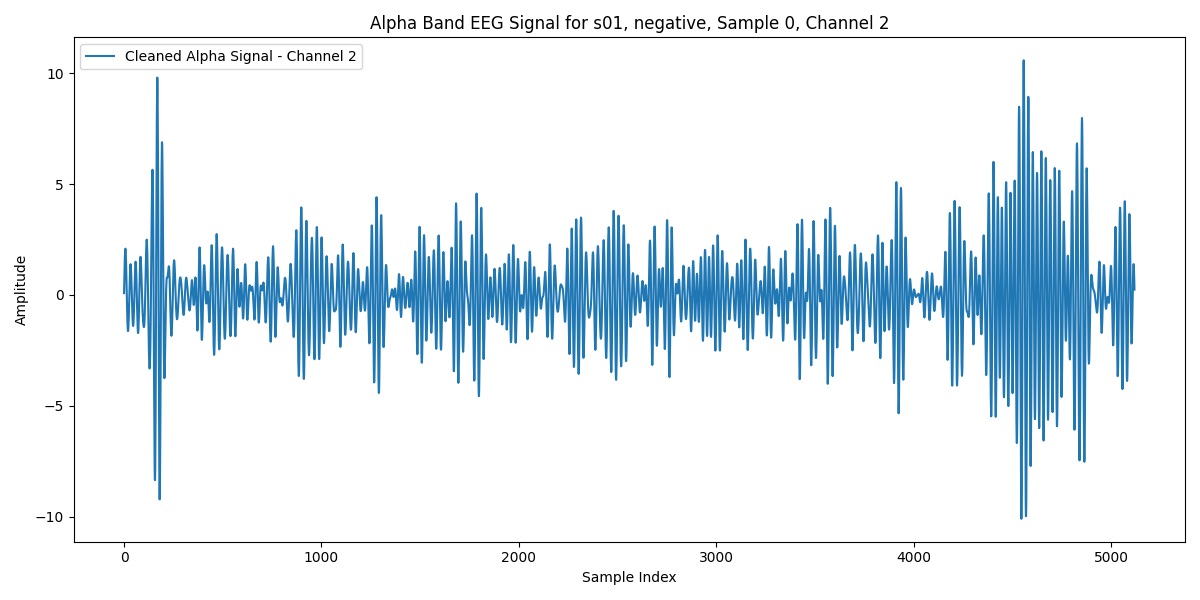 Alpha Band EEG Signal for s01, negative, Sample 0, Channel 2
Cleaned Alpha Signal - Channel 2
10
5
0
−5
−10
Amplitude
0 1000 2000 3000 4000 5000
Sample Index